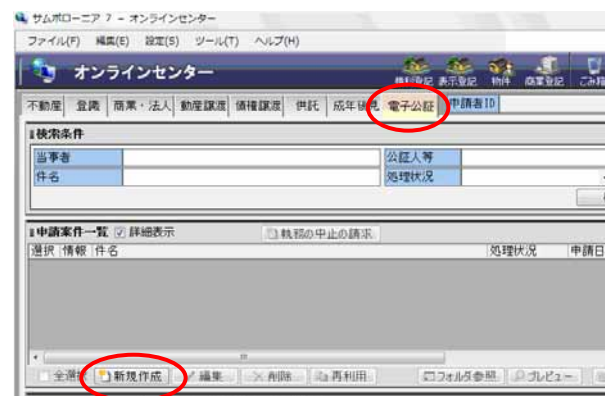 サムポローニア 7 - オンラインセンター
ファイル(F) 編集(E) 設定(S) ツール(T) ヘルプ(H)
オンラインセンター
権利登記 表示登記 物件 商業登記 ごみ箱
不動産 登識 商業・法人 動産譲渡 債権譲渡 供託 成年後見 電子公証 申請者ID
検索条件
当事者 公証人等
件名 処理状況
申請案件一覧 詳細表示 執務の中止の請求
選択 情報 件名 処理状況 申請日
全選択 新規作成 編集 削除 再利用 フォルダ参照 プレビュー